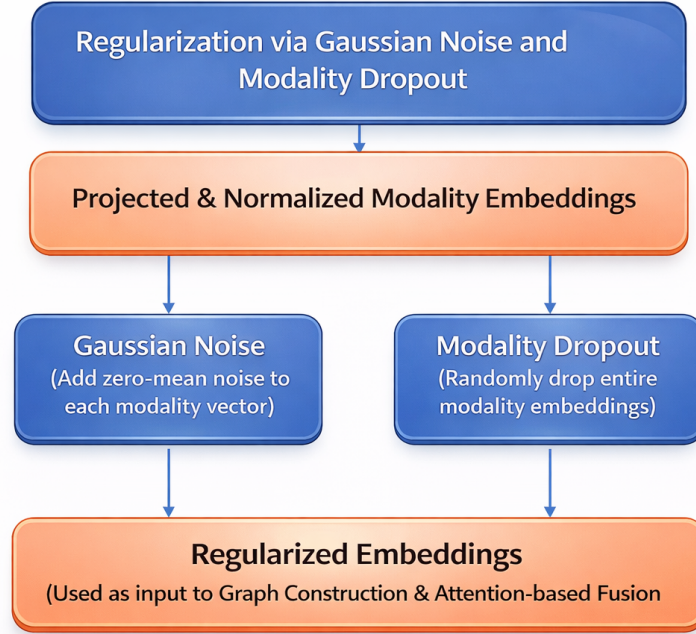 Regularization via Gaussian Noise and
Modality Dropout
Projected & Normalized Modality Embeddings
Gaussian Noise
(Add zero-mean noise to
each modality vector)
Modality Dropout
(Randomly drop entire
modality embeddings)
Regularized Embeddings
(Used as input to Graph Construction & Attention-based Fusion